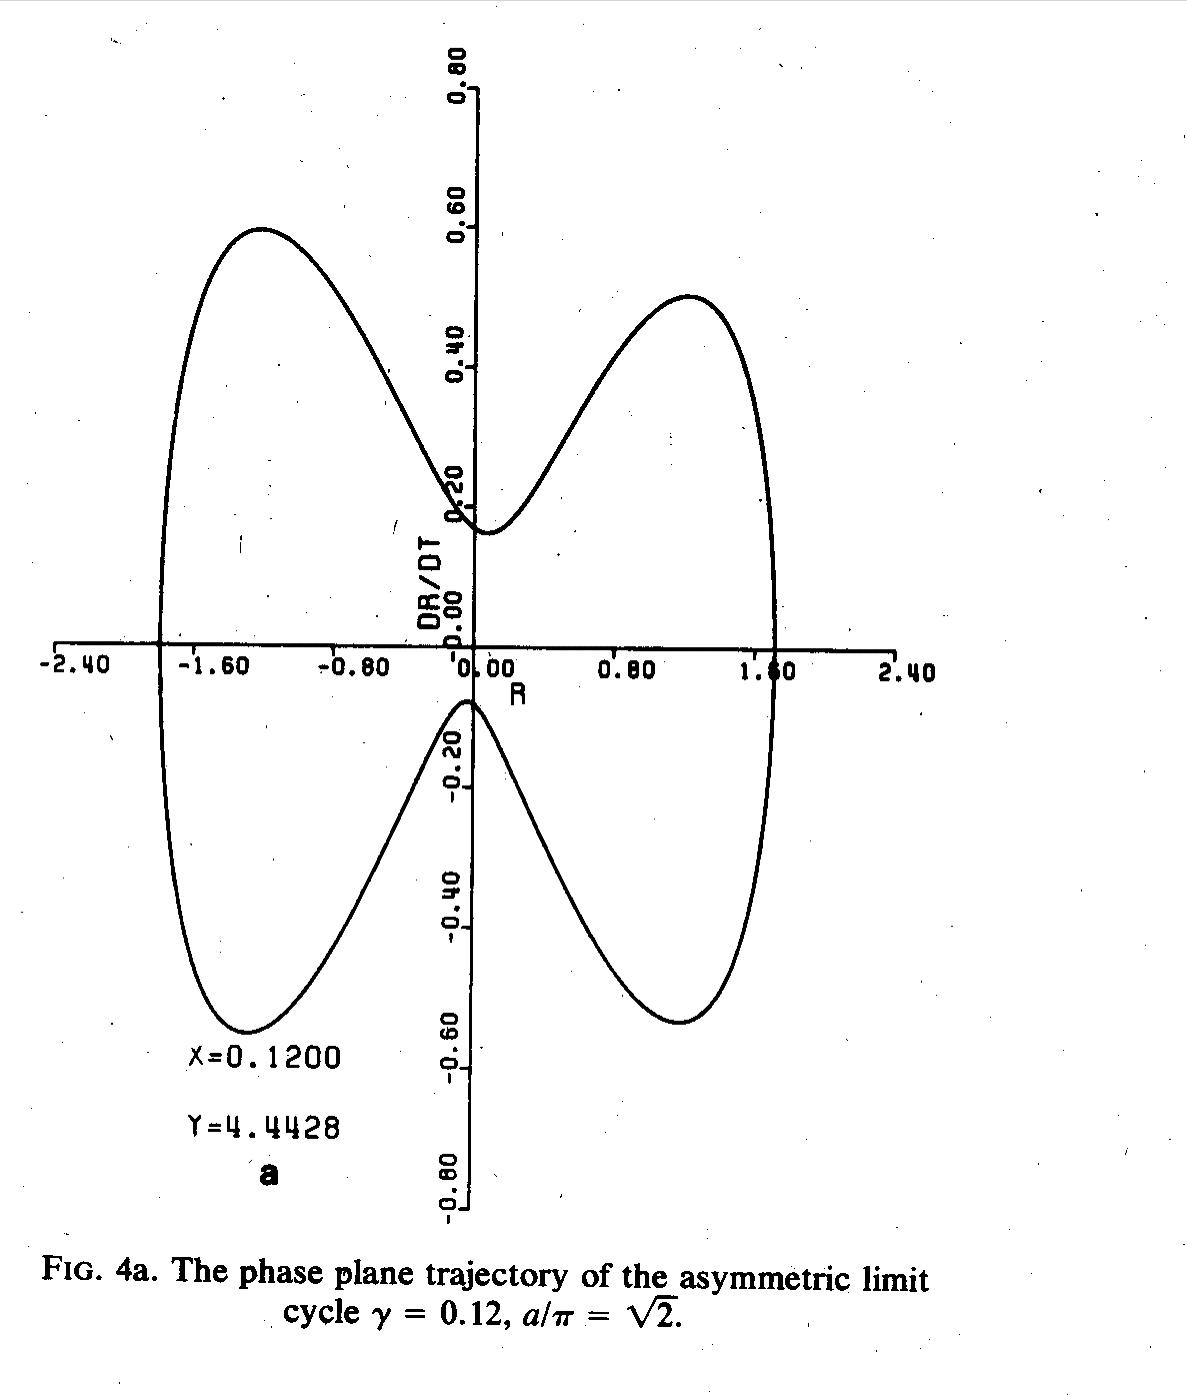 0.80
0.60
0.40
0.20
0.00
DR/DT
-2.40 -1.60 -0.80 0.00 0.80 1.60 2.40
R
-0.20
-0.40
-0.60
-0.80
X=0.1200
Y=4.4428
a
FIG. 4a. The phase plane trajectory of the asymmetric limit
cycle γ = 0.12, a/π = √2.